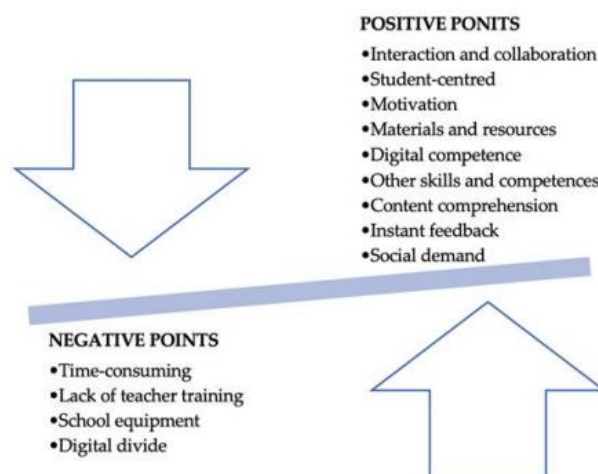 POSITIVE PONITS
•Interaction and collaboration
•Student-centred
•Motivation
•Materials and resources
•Digital competence
•Other skills and competences
•Content comprehension
•Instant feedback
•Social demand
NEGATIVE POINTS
•Time-consuming
•Lack of teacher training
•School equipment
•Digital divide